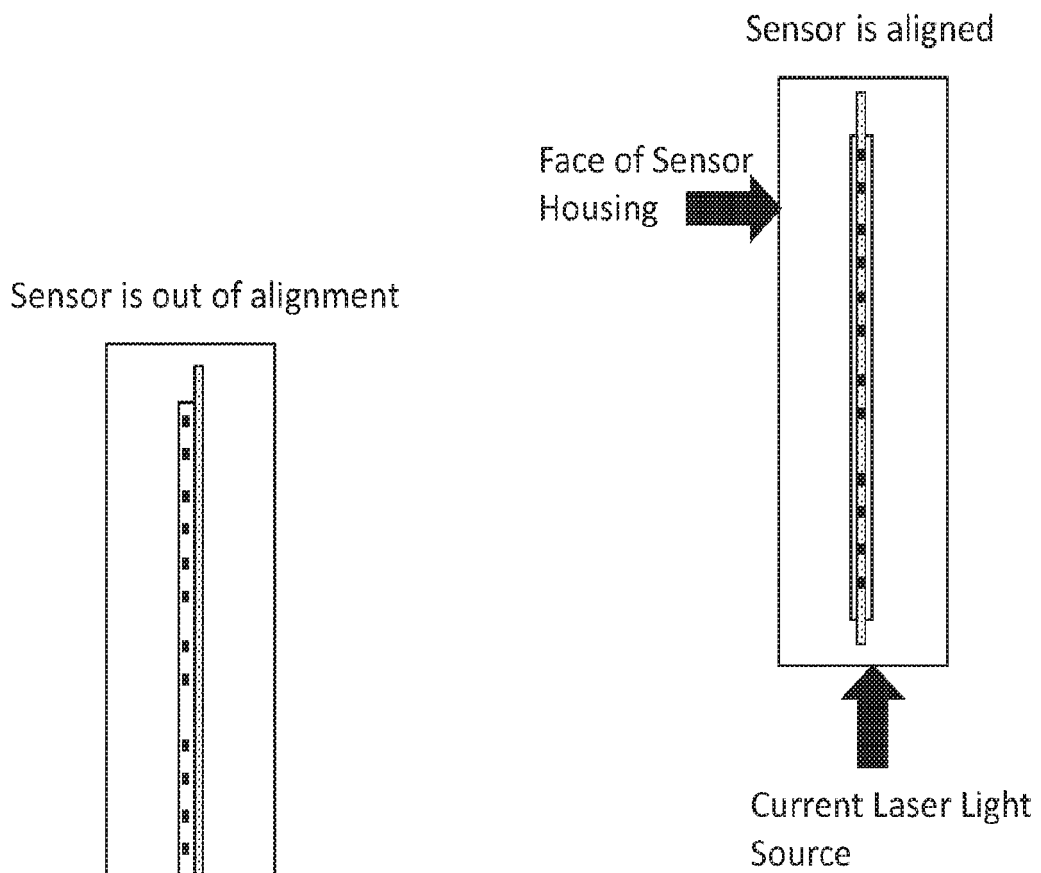 Sensor is aligned
Face of Sensor
Housing
Sensor is out of alignment
Current Laser Light
Source